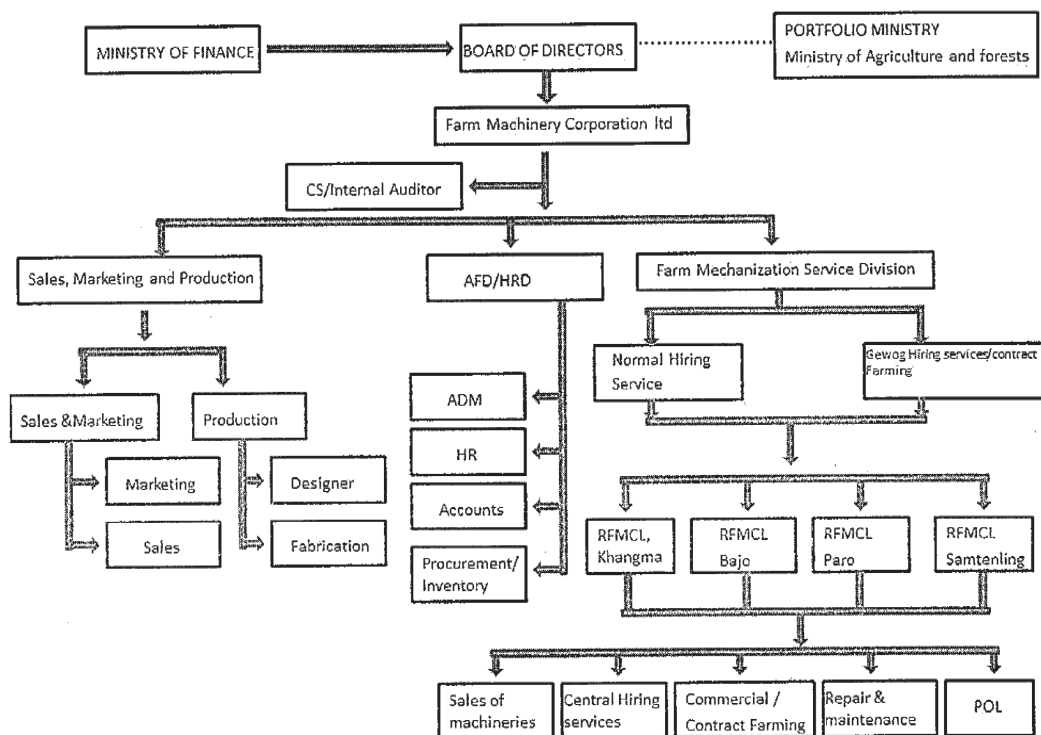 MINISTRY OF FINANCE
BOARD OF DIRECTORS
PORTFOLIO MINISTRY
Ministry of Agriculture and forests
Farm Machinery Corporation ltd
CS/Internal Auditor
Sales, Marketing and Production
AFD/HRD
Farm Mechanization Service Division
Normal Hiring
Service
Gewog Hiring services/contract
Farming
Sales &Marketing
Production
ADM
Marketing
Designer
HR
Sales
Fabrication
Accounts
Procurement/
Inventory
RFMCL,
Khangma
RFMCL
Bajo
RFMCL
Paro
RFMCL
Samtenling
Sales of
machineries
Central Hiring
services
Commercial /
Contract Farming
Repair &
maintenance
POL